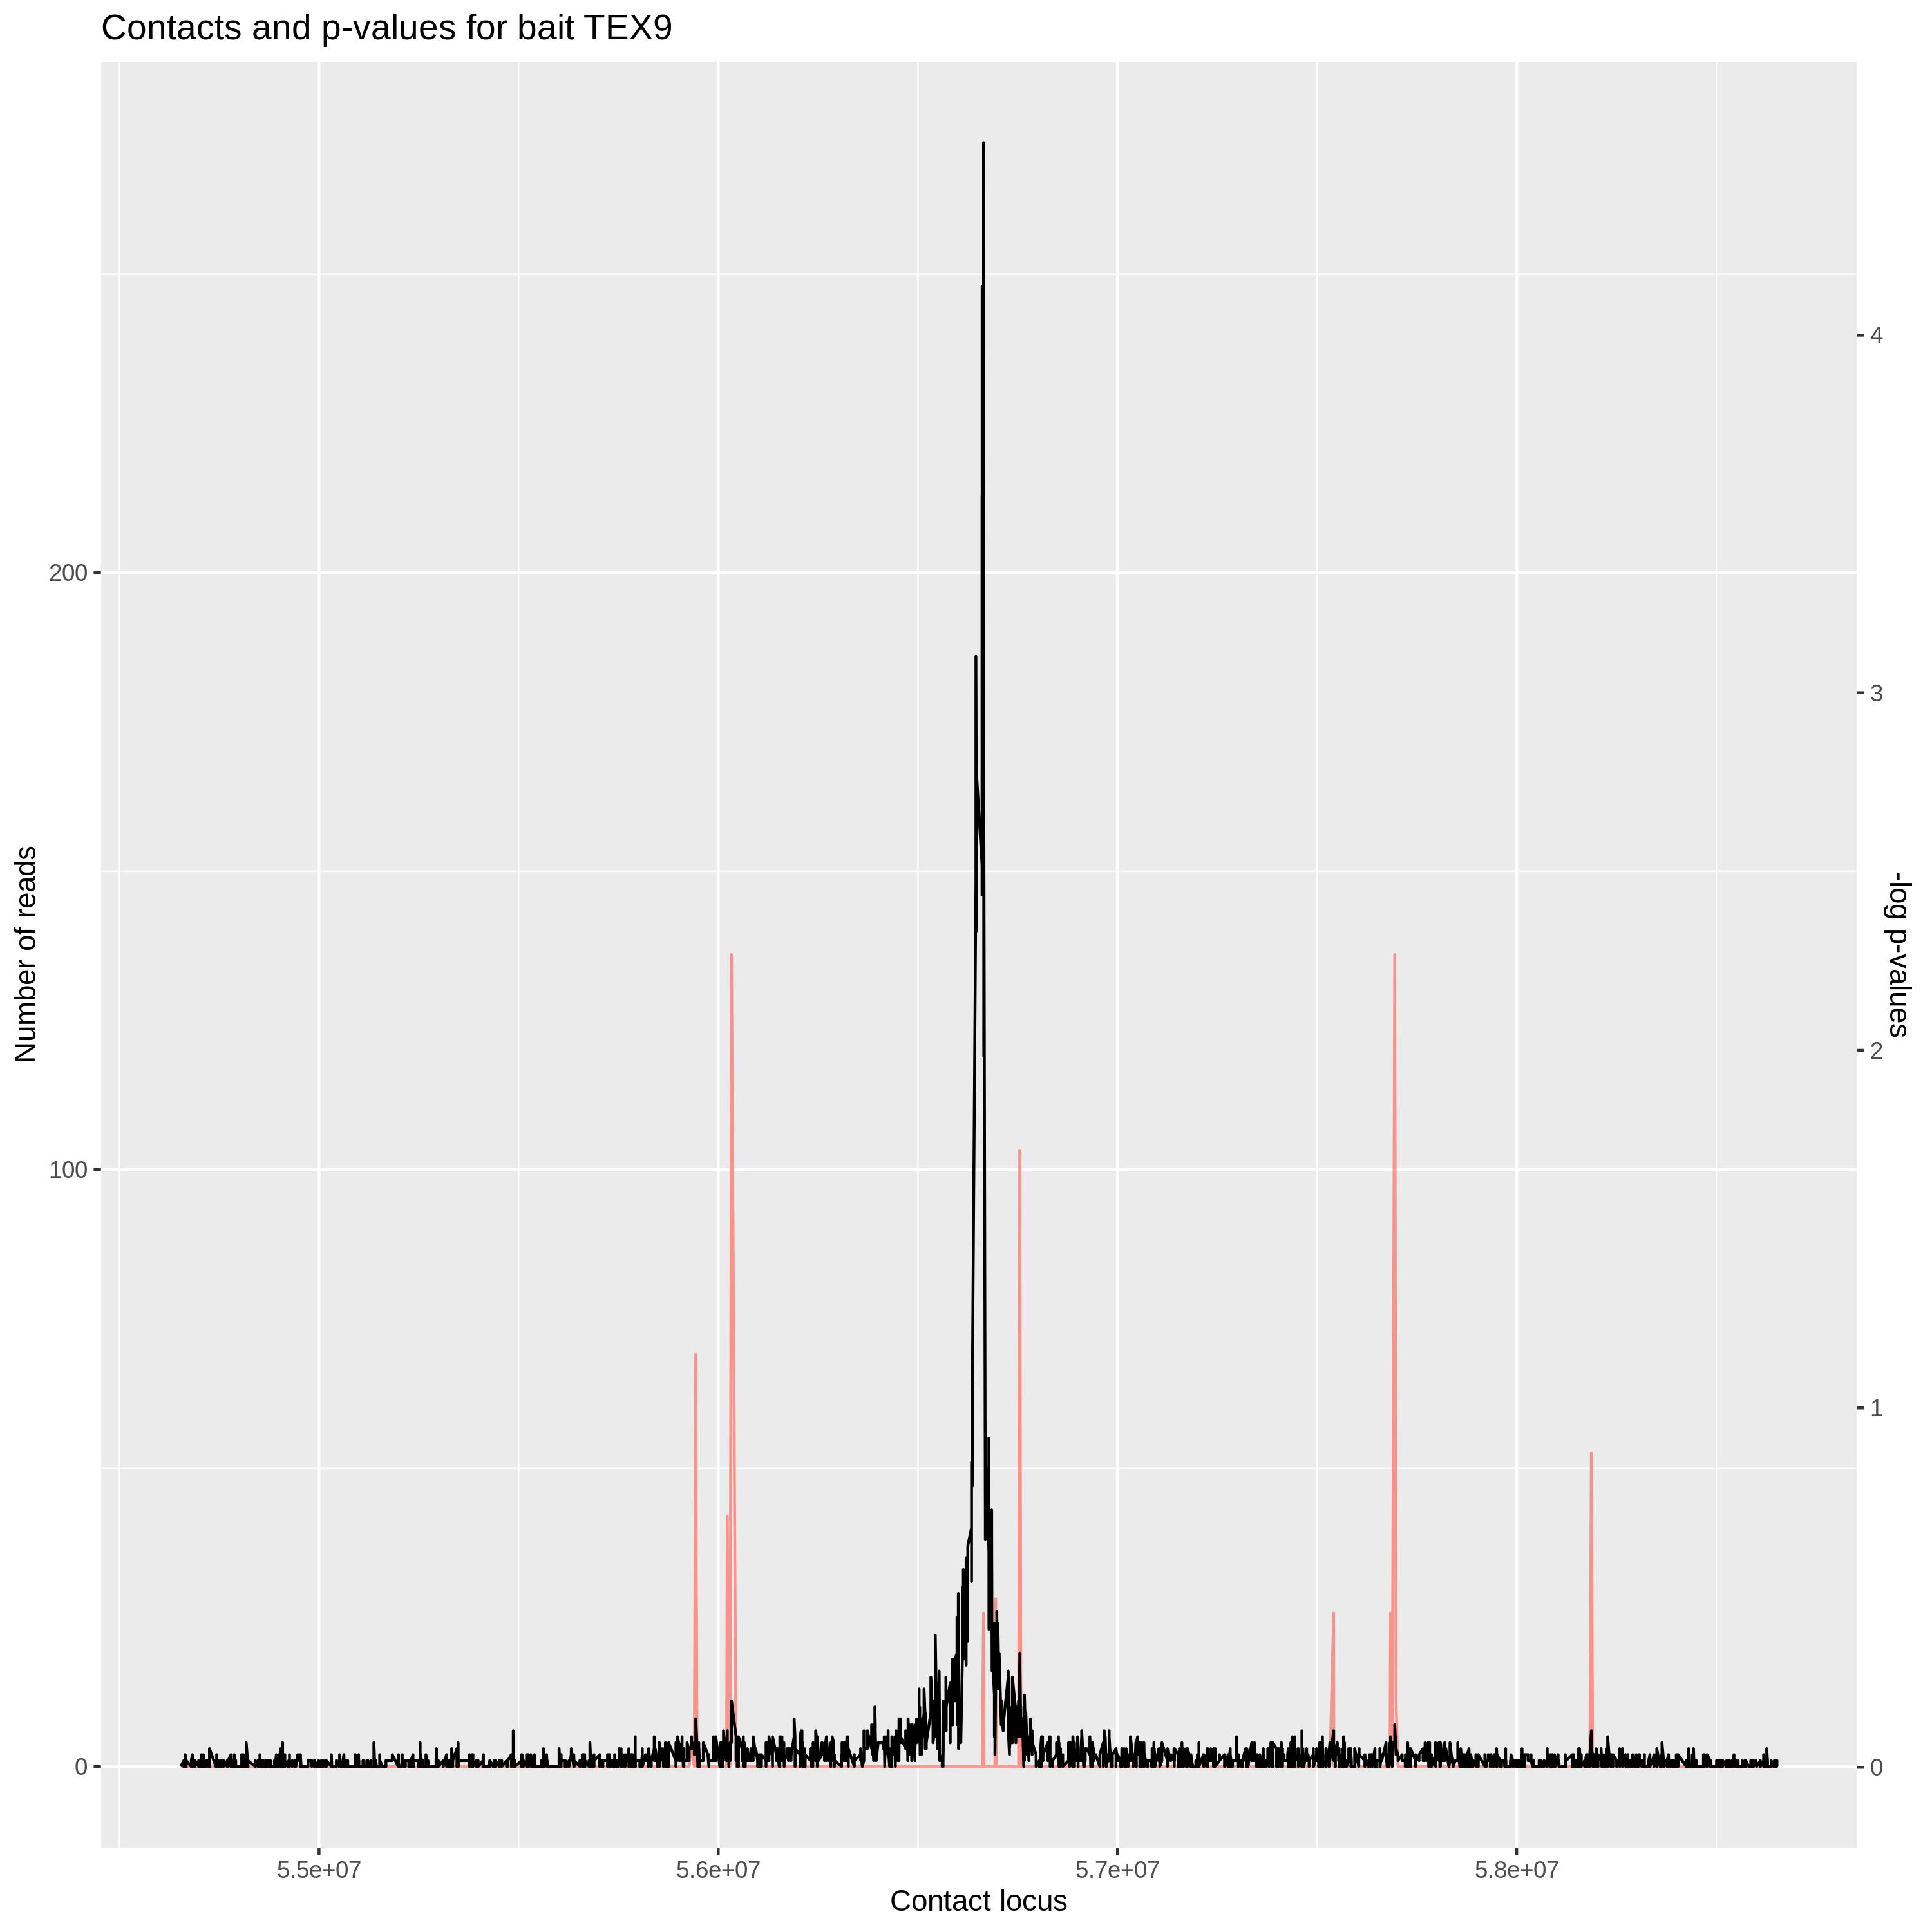 Contacts and p-values for bait TEX9
Number of reads
200
100
0
4
3
2
1
0
-log p-values
5.5e+07
5.6e+07
5.7e+07
5.8e+07
Contact locus